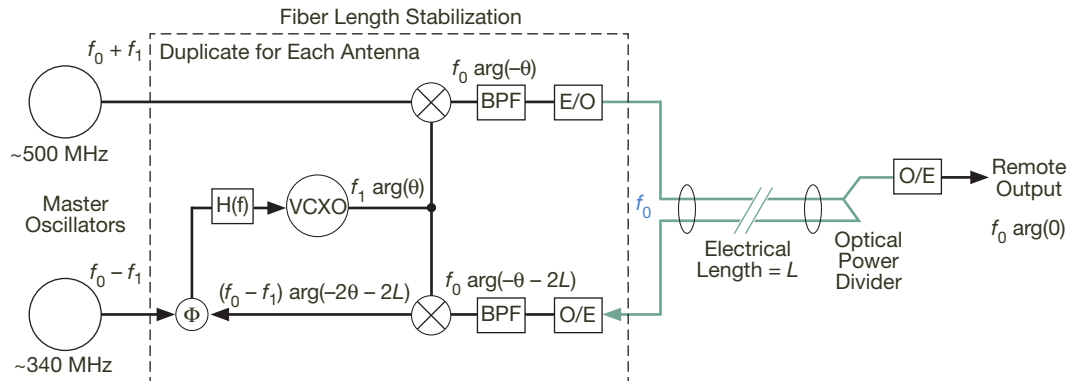 Fiber Length Stabilization
Duplicate for Each Antenna
f₀ + f₁
~500 MHz
f₀ arg(–θ)
BPF
E/O
Master
Oscillators
H(f)
VCXO
f₁ arg(θ)
f₀
Electrical
Length = L
Optical
Power
Divider
O/E
Remote
Output
f₀ arg(0)
f₀ – f₁
~340 MHz
Φ
(f₀ – f₁) arg(–2θ – 2L)
f₀ arg(–θ – 2L)
BPF
O/E